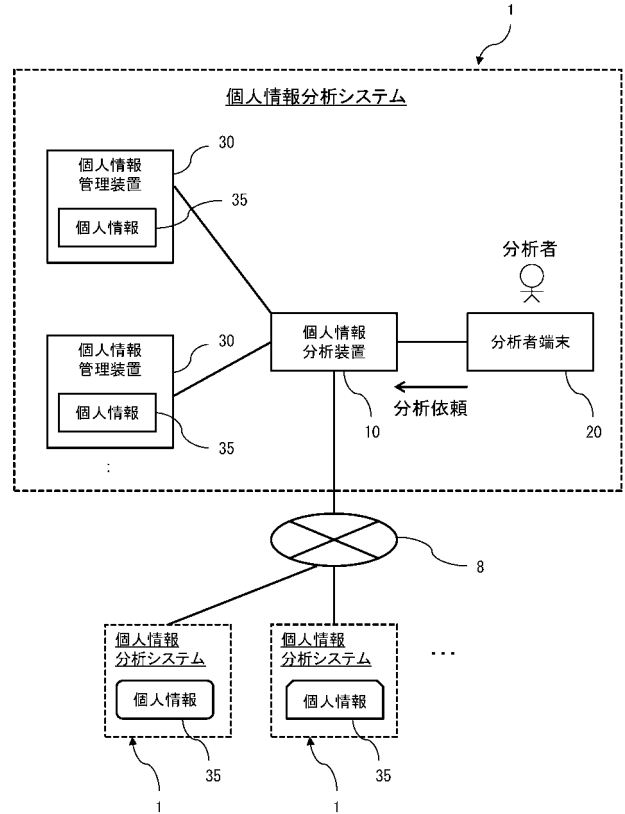 1
個人情報分析システム
30
個人情報
管理装置
35
個人情報
分析者
30
個人情報
管理装置
個人情報
分析装置
分析者端末
個人情報
分析依頼
35
10
20
:
8
個人情報
分析システム
個人情報
個人情報
分析システム
個人情報
...
35
35
1
1